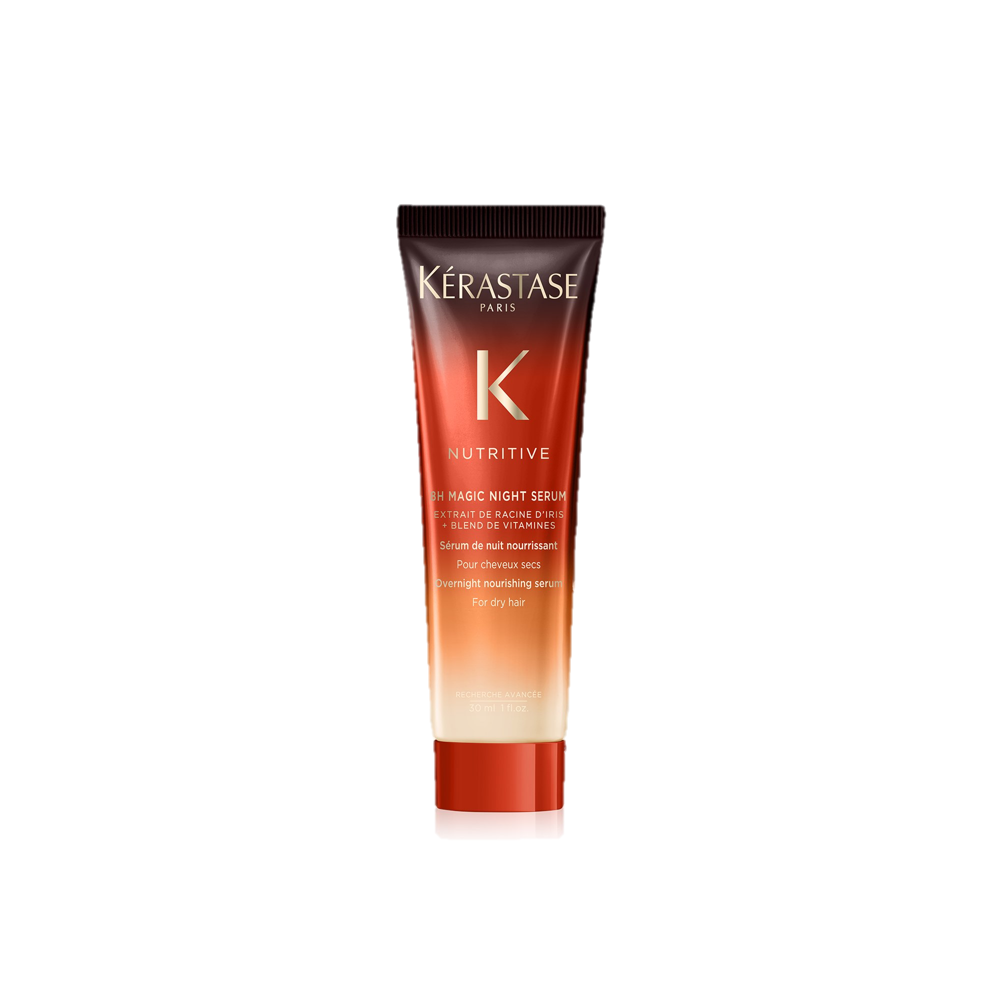 KÉRASTASE
PARIS
K
NUTRITIVE
8H MAGIC NIGHT SERUM
EXTRAIT DE RACINE D'IRIS
+ BLEND DE VITAMINES
Sérum de nuit nourrissant
Pour cheveux secs
Overnight nourishing serum
For dry hair
RECHERCHE AVANCÉE
30 ml 1 fl.oz.